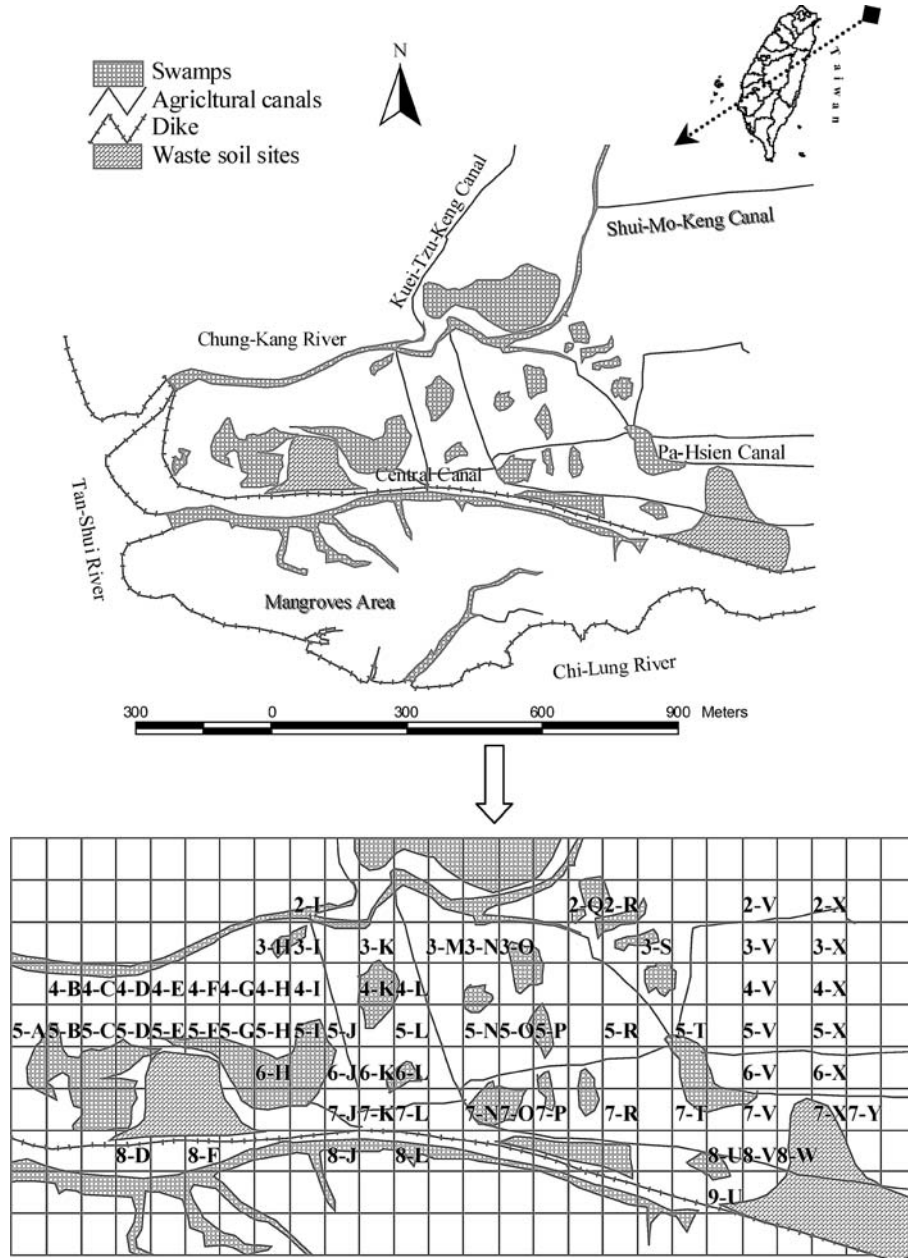 Taiwan
N
Swamps
Agricltural canals
Dike
Waste soil sites
Kuei-Tzu-Keng Canal
Shui-Mo-Keng Canal
Chung-Kang River
Pa-Hsien Canal
Central Canal
Tan-Shui River
Mangroves Area
Chi-Lung River
300 0 300 600 900 Meters
2-I 2-Q 2-R 2-V 2-X
3-H 3-I 3-K 3-M 3-N 3-O 3-S 3-V 3-X
4-B 4-C 4-D 4-E 4-F 4-G 4-H 4-I 4-K 4-L 4-V 4-X
5-A 5-B 5-C 5-D 5-E 5-F 5-G 5-H 5-I 5-J 5-L 5-N 5-O 5-P 5-R 5-T 5-V 5-X
6-H 6-J 6-K 6-L 6-V 6-X
7-J 7-K 7-L 7-N 7-O 7-P 7-R 7-T 7-V 7-X 7-Y
8-D 8-F 8-J 8-L 8-U 8-V 8-W
9-U